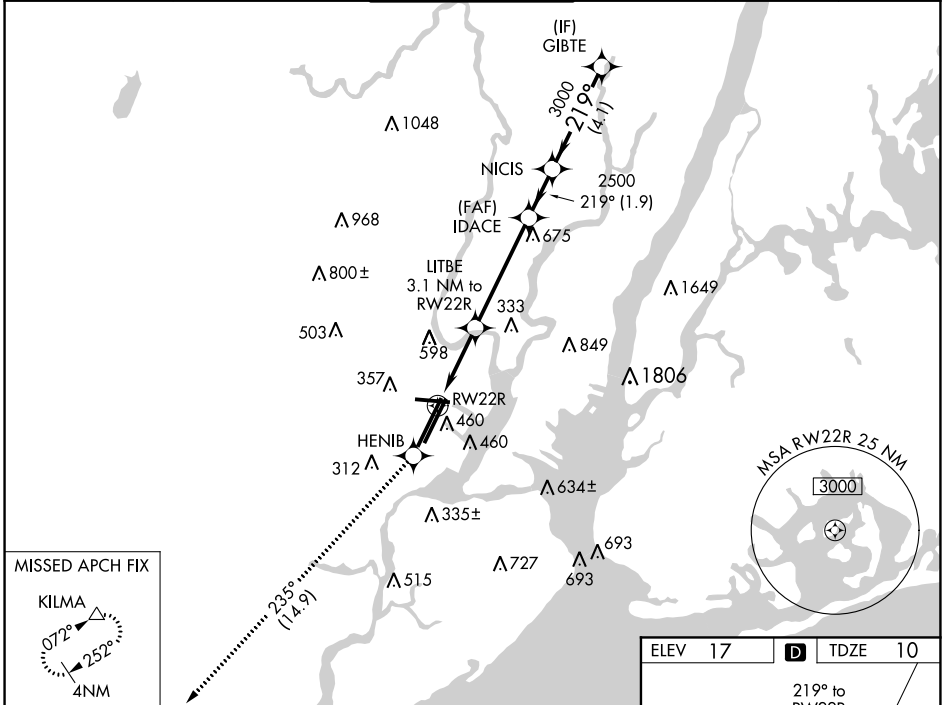 (IF)
GIBTE
3000
219°
(4.1)
1048
NICIS
2500
219° (1.9)
(FAF)
IDACE
968
675
800±
LITBE
3.1 NM to
RW22R
333
1649
503
598
849
357
1806
RW22R
460
HENIB
460
312
MSA RW22R 25 NM
3000
634±
335±
693
727
693
515
235°
(14.9)
MISSED APCH FIX
KILMA
072°
252°
4NM
ELEV 17 D TDZE 10
219° to
RW22R